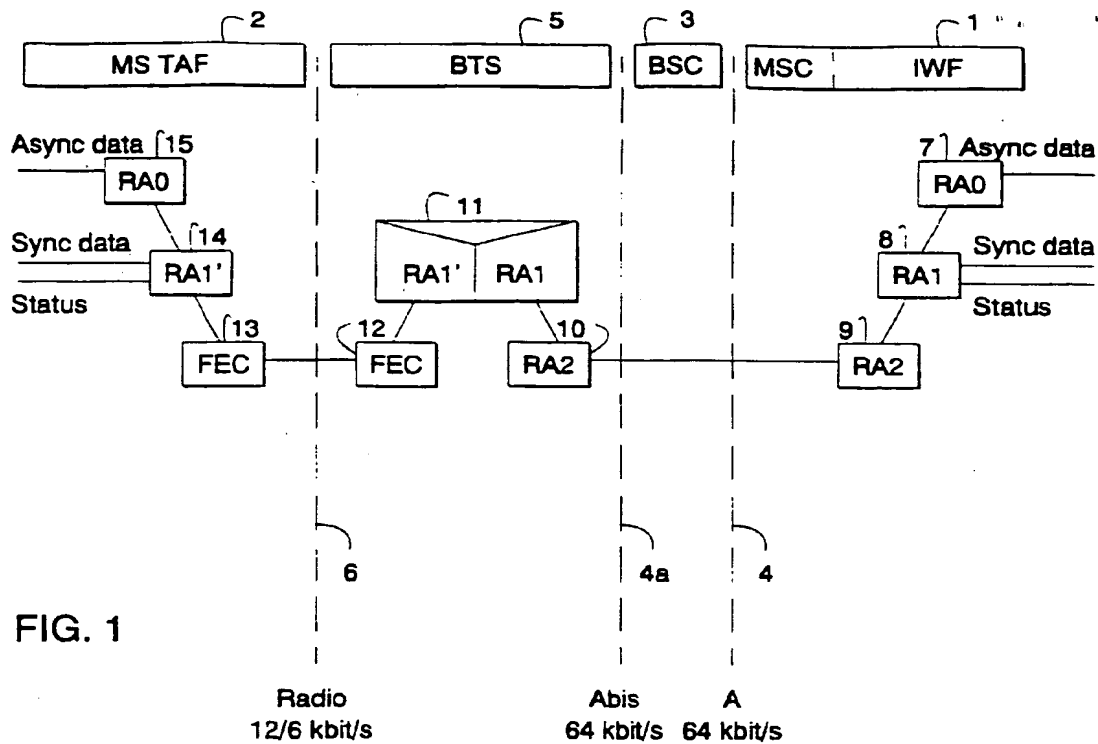 2 5 3 1
MS TAF BTS BSC MSC IWF
Async data 15 7 Async data
RA0 RA0
11
Sync data 14 8 Sync data
RA1' RA1' RA1 RA1
Status Status
13 12 10 9
FEC FEC RA2 RA2
6 4a 4
FIG. 1
Radio Abis A
12/6 kbit/s 64 kbit/s 64 kbit/s